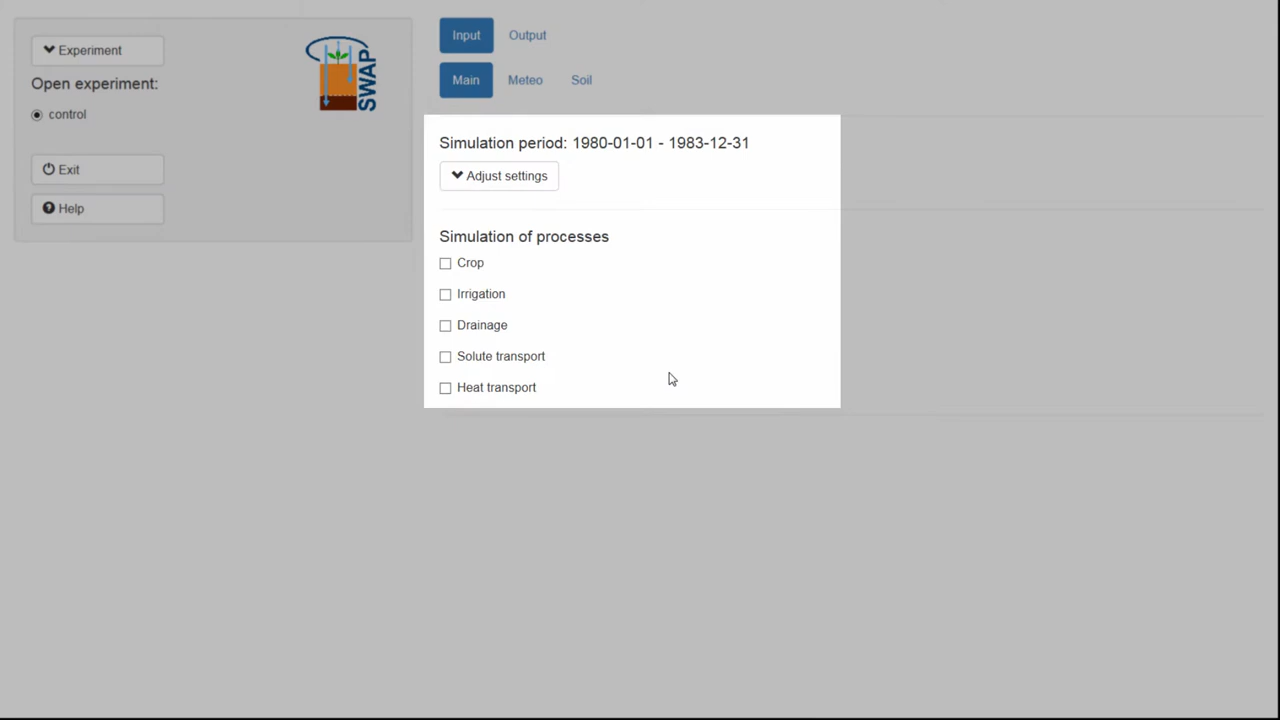 Experiment
Open experiment:
control
Exit
Help
SWAP
Input
Output
Main
Meteo
Soil
Simulation period: 1980-01-01 - 1983-12-31
Adjust settings
Simulation of processes
Crop
Irrigation
Drainage
Solute transport
Heat transport